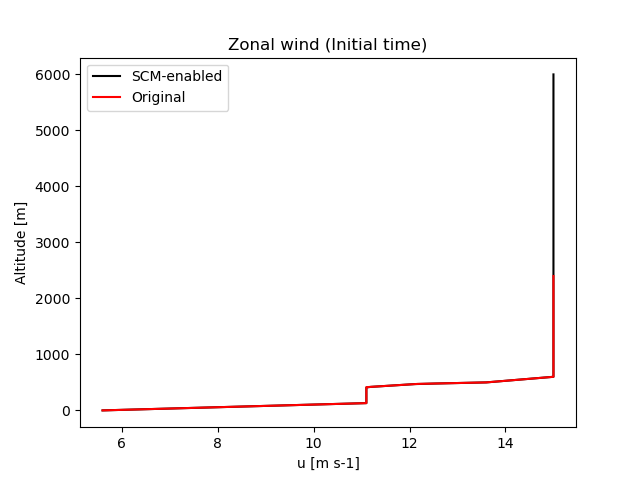 Zonal wind (Initial time)
SCM-enabled
Original
6000
5000
4000
3000
2000
1000
0
Altitude [m]
6 8 10 12 14
u [m s-1]